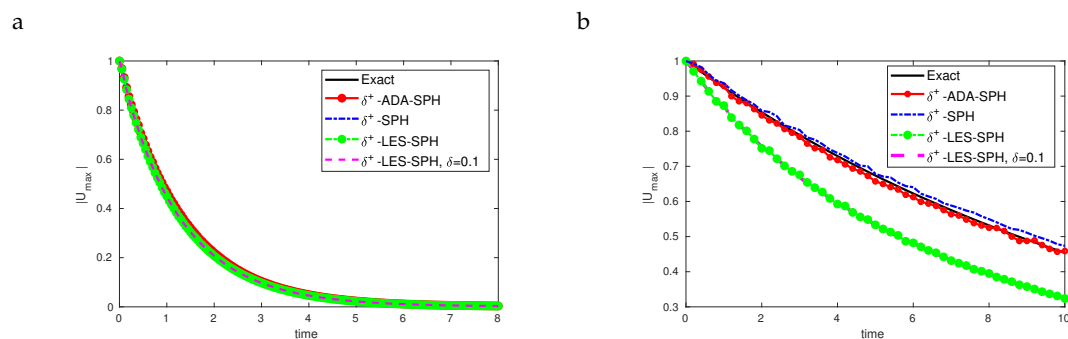 a
b
Exact
δ+-ADA-SPH
δ+-SPH
δ+-LES-SPH
δ+-LES-SPH, δ=0.1
1
0.8
0.6
0.4
0.2
0
|Umax|
0 1 2 3 4 5 6 7 8
time
Exact
δ+-ADA-SPH
δ+-SPH
δ+-LES-SPH
δ+-LES-SPH, δ=0.1
1
0.9
0.8
0.7
0.6
0.5
0.4
0.3
|Umax|
0 2 4 6 8 10
time